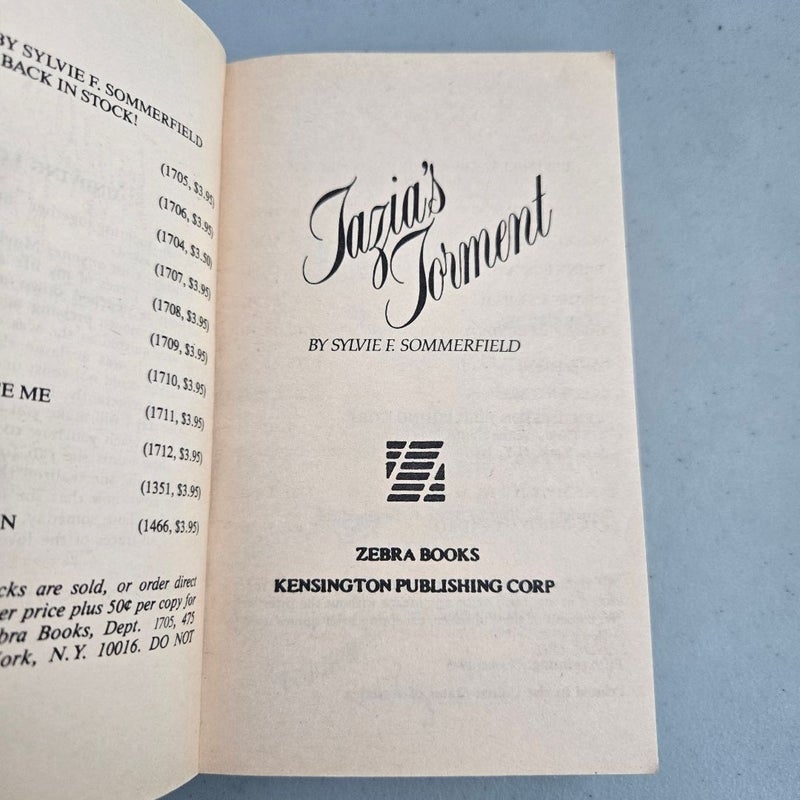 BY SYLVIE F. SOMMERFIELD
BACK IN STOCK!
(1705, $3.95)
(1706, $3.95)
(1704, $3.50)
(1707, $3.95)
(1708, $3.95)
(1709, $3.95)
(1710, $3.95)
E ME
(1711, $3.95)
(1712, $3.95)
(1351, $3.95)
N
(1466, $3.95)
cks are sold, or order direct
er price plus 50¢ per copy for
bra Books, Dept. 1705, 475
ork, N.Y. 10016. DO NOT
Tazia's
Torment
BY SYLVIE F. SOMMERFIELD
ZEBRA BOOKS
KENSINGTON PUBLISHING CORP